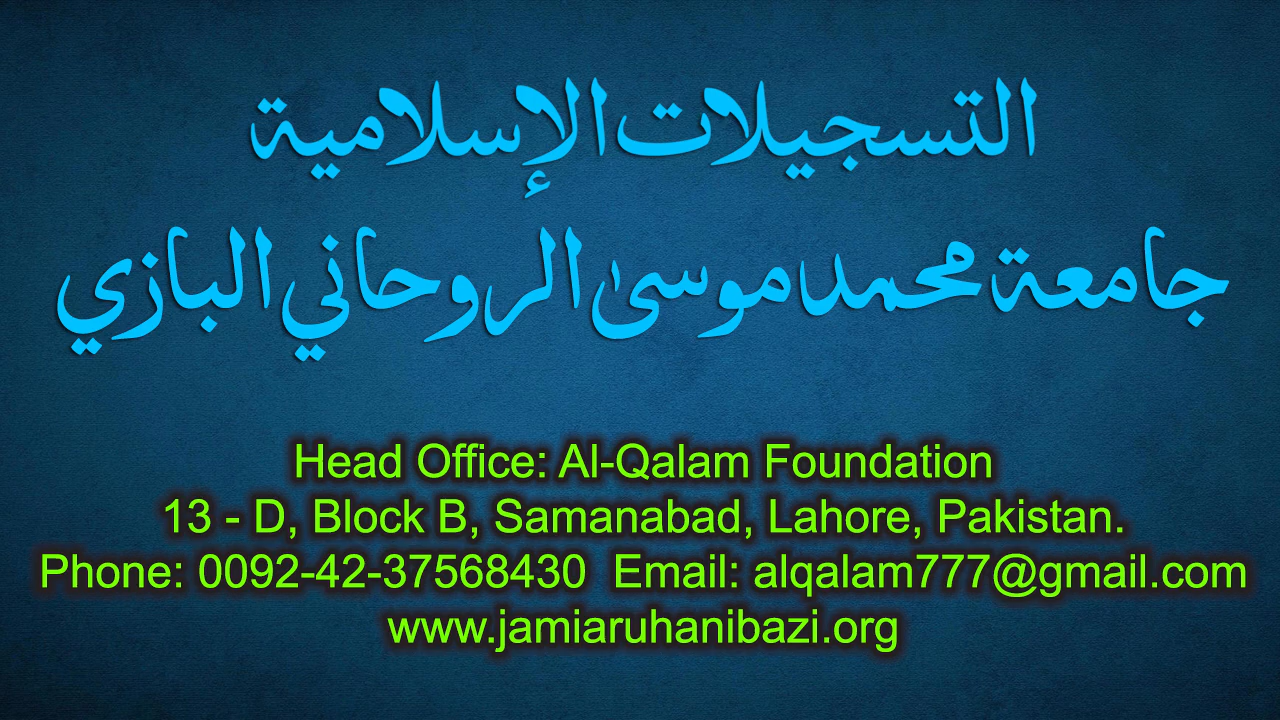 التسجيلات الإسلامية
جامعة محمد موسىٰ الروحاني البازي
Head Office: Al-Qalam Foundation
13 - D, Block B, Samanabad, Lahore, Pakistan.
Phone: 0092-42-37568430  Email: alqalam777@gmail.com
www.jamiaruhanibazi.org